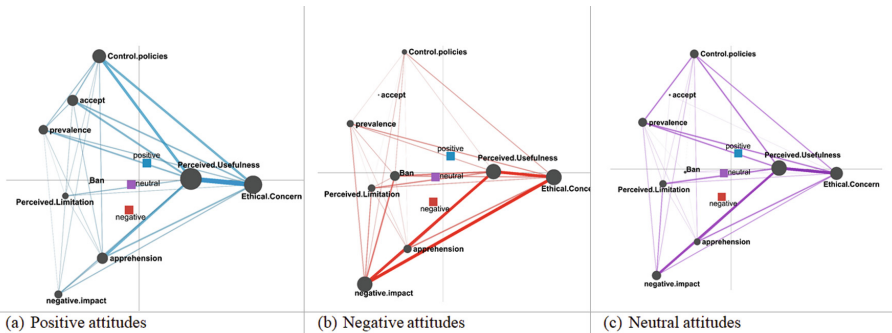 Control.policies
accept
prevalence
positive
Perceived.Usefulness
Ban
neutral
Perceived.Limitation
Ethical.Concern
negative
apprehension
negative.impact
(a) Positive attitudes
Control.policies
accept
prevalence
positive
Perceived.Usefulness
Ban
neutral
Perceived.Limitation
Ethical.Conc
negative
apprehension
negative.impact
(b) Negative attitudes
Control.policies
accept
prevalence
positive
Perceived.Usefulness
Ban
neutral
Perceived.Limitation
Ethical.Concern
negative
apprehension
negative.impact
(c) Neutral attitudes